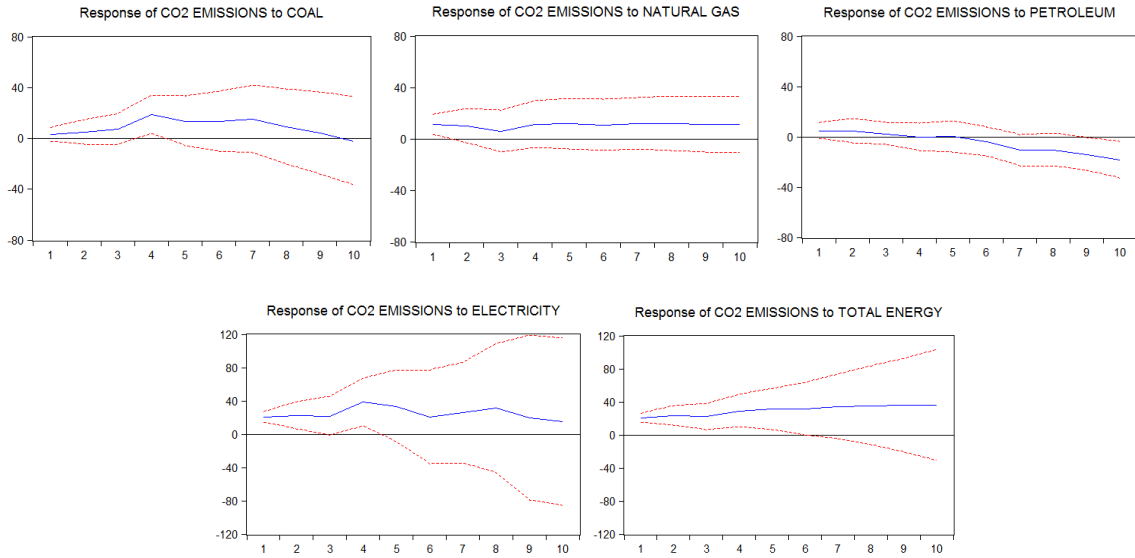 Response of CO2 EMISSIONS to COAL
80
40
0
-40
-80
1 2 3 4 5 6 7 8 9 10
Response of CO2 EMISSIONS to NATURAL GAS
80
40
0
-40
-80
1 2 3 4 5 6 7 8 9 10
Response of CO2 EMISSIONS to PETROLEUM
80
40
0
-40
-80
1 2 3 4 5 6 7 8 9 10
Response of CO2 EMISSIONS to ELECTRICITY
120
80
40
0
-40
-80
-120
1 2 3 4 5 6 7 8 9 10
Response of CO2 EMISSIONS to TOTAL ENERGY
120
80
40
0
-40
-80
-120
1 2 3 4 5 6 7 8 9 10